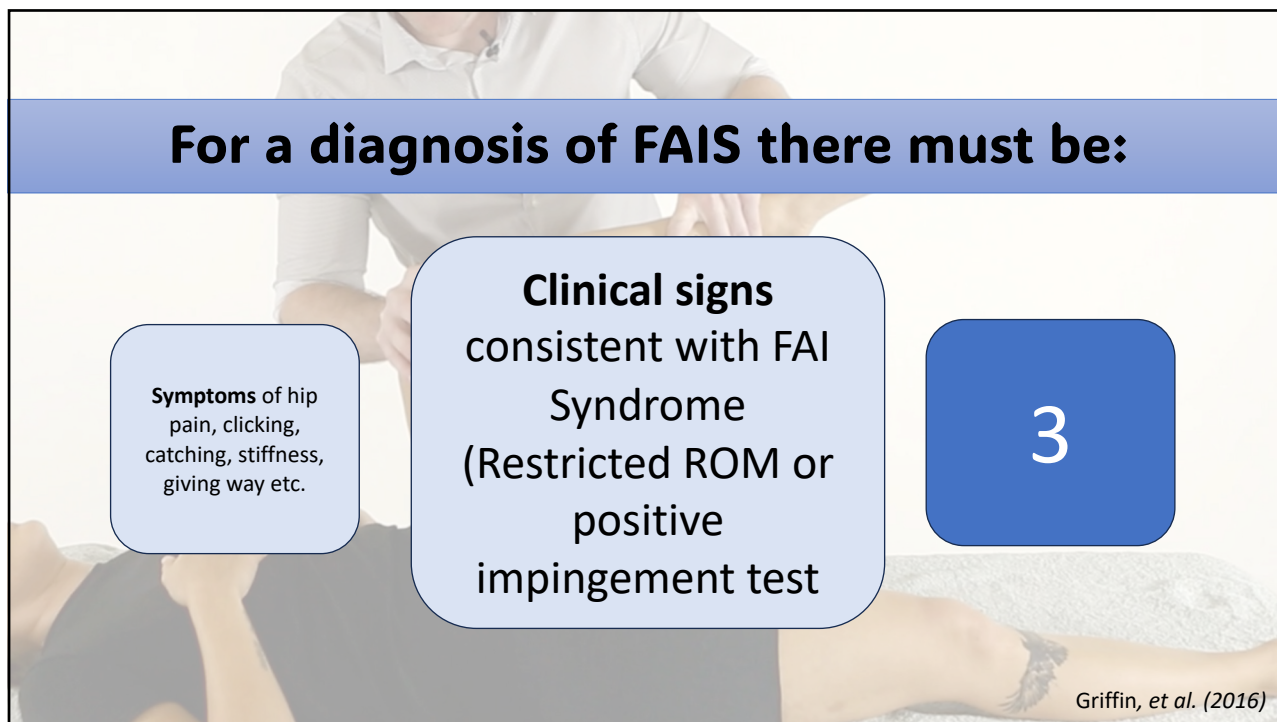 For a diagnosis of FAIS there must be:
Symptoms of hip
pain, clicking,
catching, stiffness,
giving way etc.
Clinical signs
consistent with FAI
Syndrome
(Restricted ROM or
positive
impingement test
3
Griffin, et al. (2016)